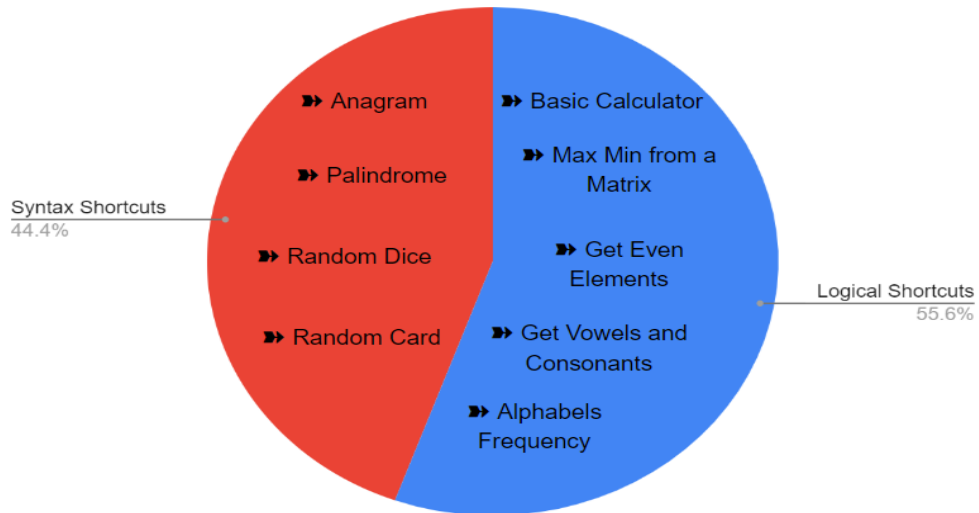 Syntax Shortcuts
44.4%
➽ Anagram
➽ Palindrome
➽ Random Dice
➽ Random Card
➽ Basic Calculator
➽ Max Min from a
Matrix
➽ Get Even
Elements
➽ Get Vowels and
Consonants
➽ Alphabels
Frequency
Logical Shortcuts
55.6%